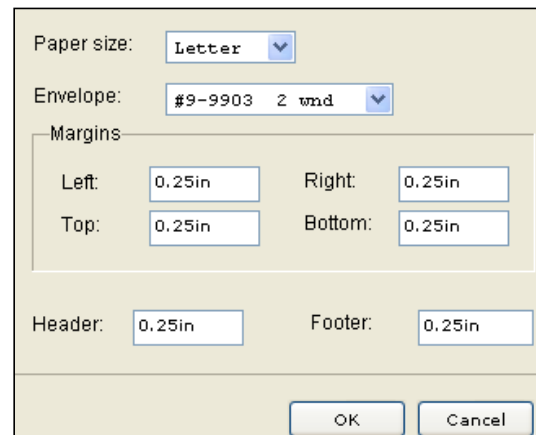 Paper size: Letter
Envelope: #9-9903 2 wnd
Margins
Left: 0.25in Right: 0.25in
Top: 0.25in Bottom: 0.25in
Header: 0.25in Footer: 0.25in
OK Cancel